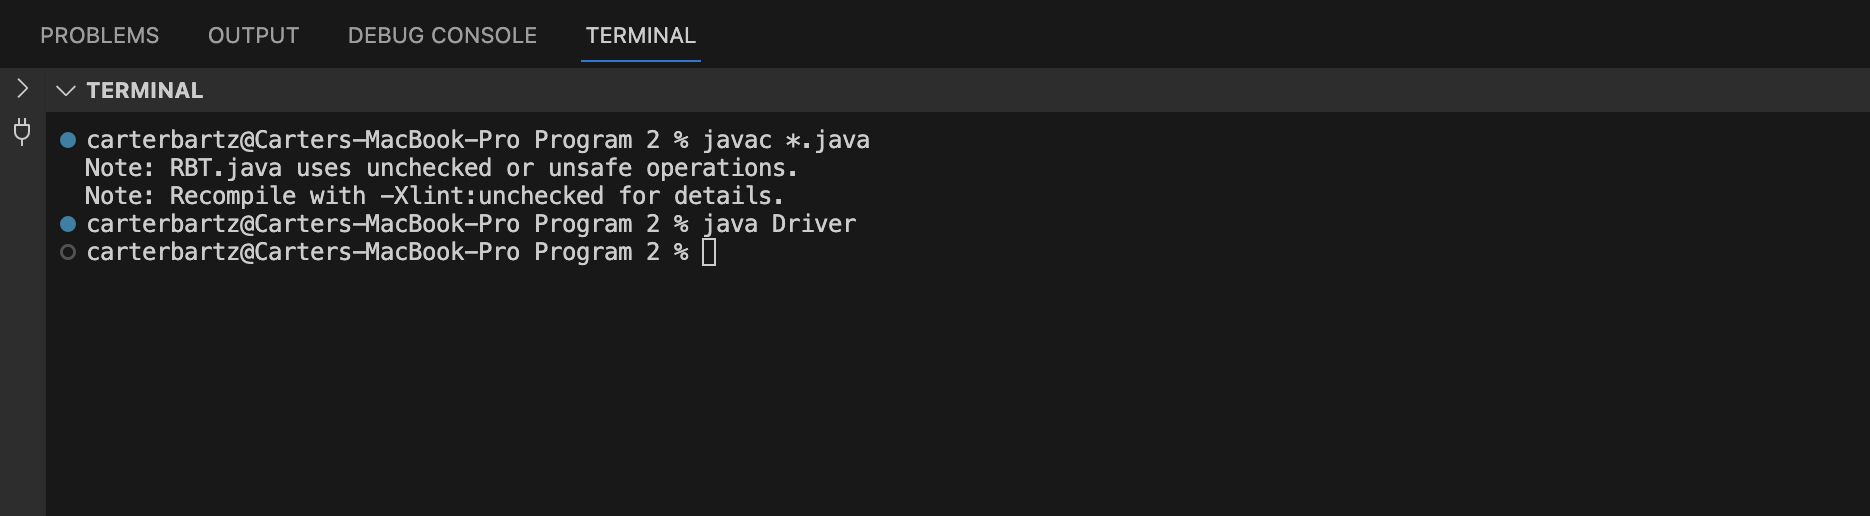 PROBLEMS OUTPUT DEBUG CONSOLE TERMINAL
TERMINAL
carterbartz@Carters-MacBook-Pro Program 2 % javac *.java
Note: RBT.java uses unchecked or unsafe operations.
Note: Recompile with -Xlint:unchecked for details.
carterbartz@Carters-MacBook-Pro Program 2 % java Driver
carterbartz@Carters-MacBook-Pro Program 2 %